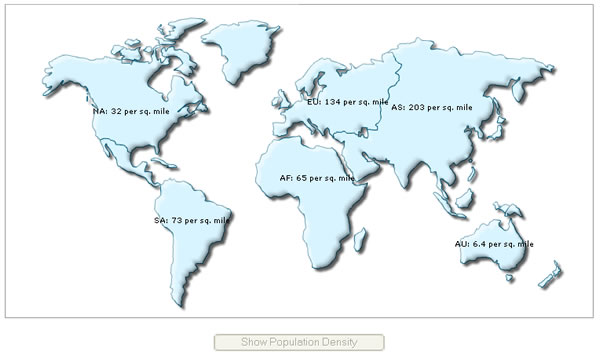 EU: 134 per sq. mile
NA: 32 per sq. mile
AS: 203 per sq. mile
AF: 65 per sq. mile
SA: 73 per sq. mile
AU: 6.4 per sq. mile
Show Population Density